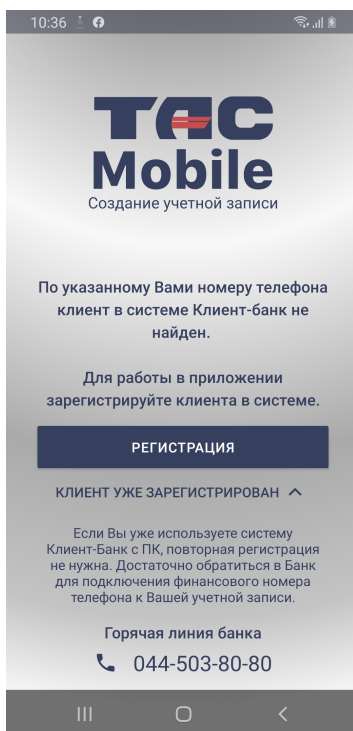 10:36
ТАС
Mobile
Создание учетной записи
По указанному Вами номеру телефона
клиент в системе Клиент-банк не
найден.
Для работы в приложении
зарегистрируйте клиента в системе.
РЕГИСТРАЦИЯ
КЛИЕНТ УЖЕ ЗАРЕГИСТРИРОВАН
Если Вы уже используете систему
Клиент-Банк с ПК, повторная регистрация
не нужна. Достаточно обратиться в Банк
для подключения финансового номера
телефона к Вашей учетной записи.
Горячая линия банка
044-503-80-80